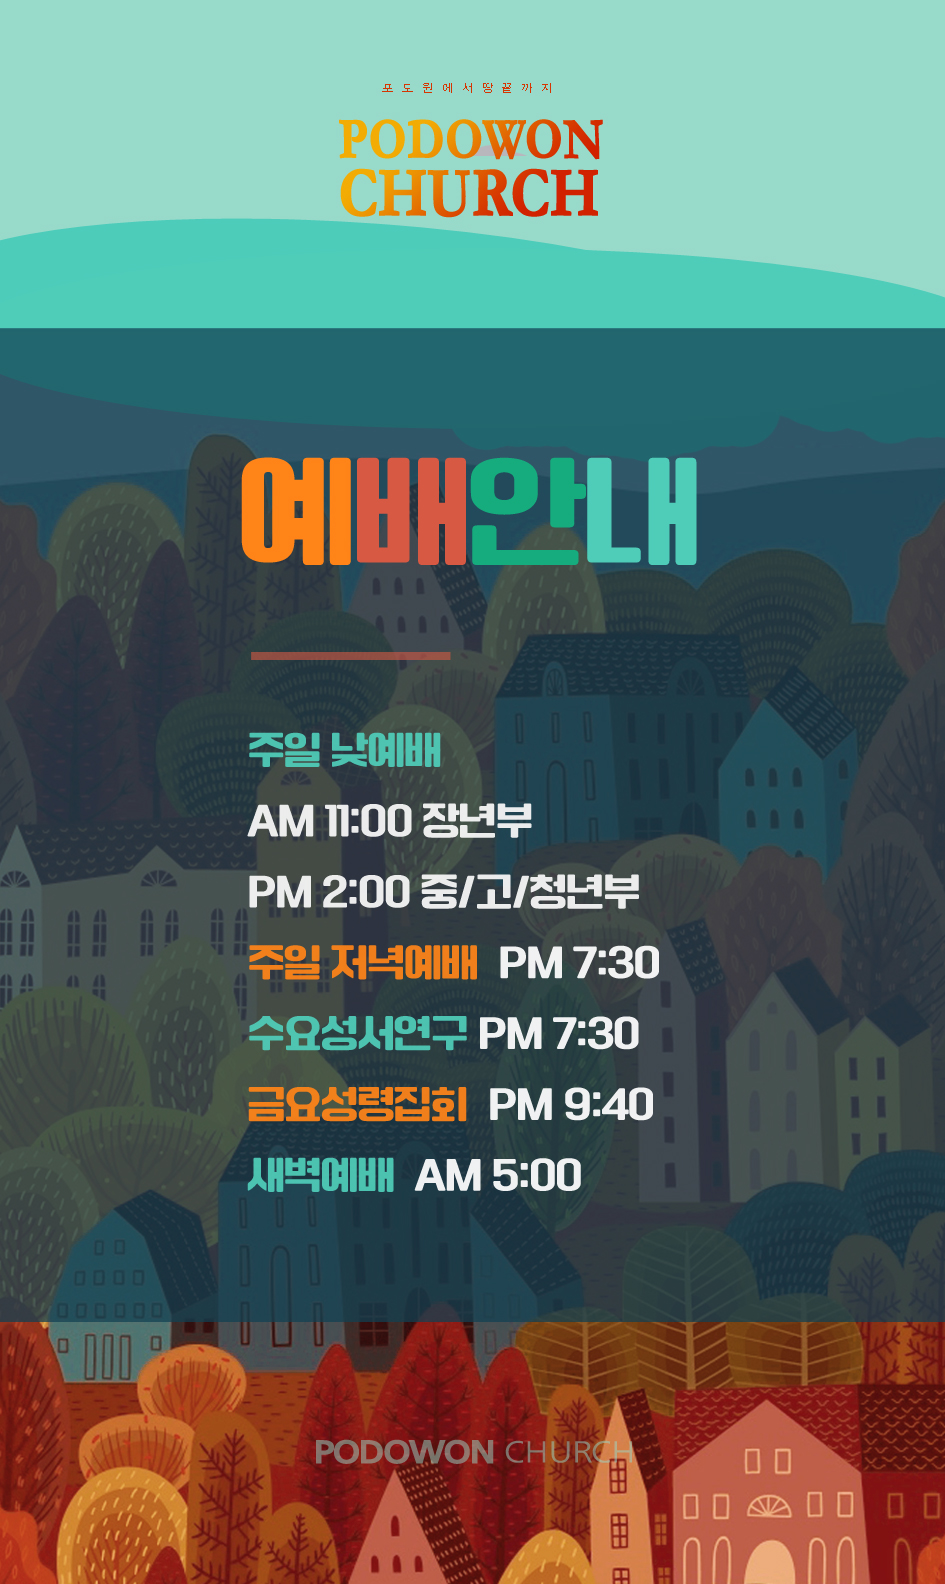 포도원에서땅끝까지
PODOWON
CHURCH
예배안내
주일 낮예배
AM 11:00 장년부
PM 2:00 중/고/청년부
주일 저녁예배 PM 7:30
수요성서연구 PM 7:30
금요성령집회 PM 9:40
새벽예배 AM 5:00
PODOWON CHURCH